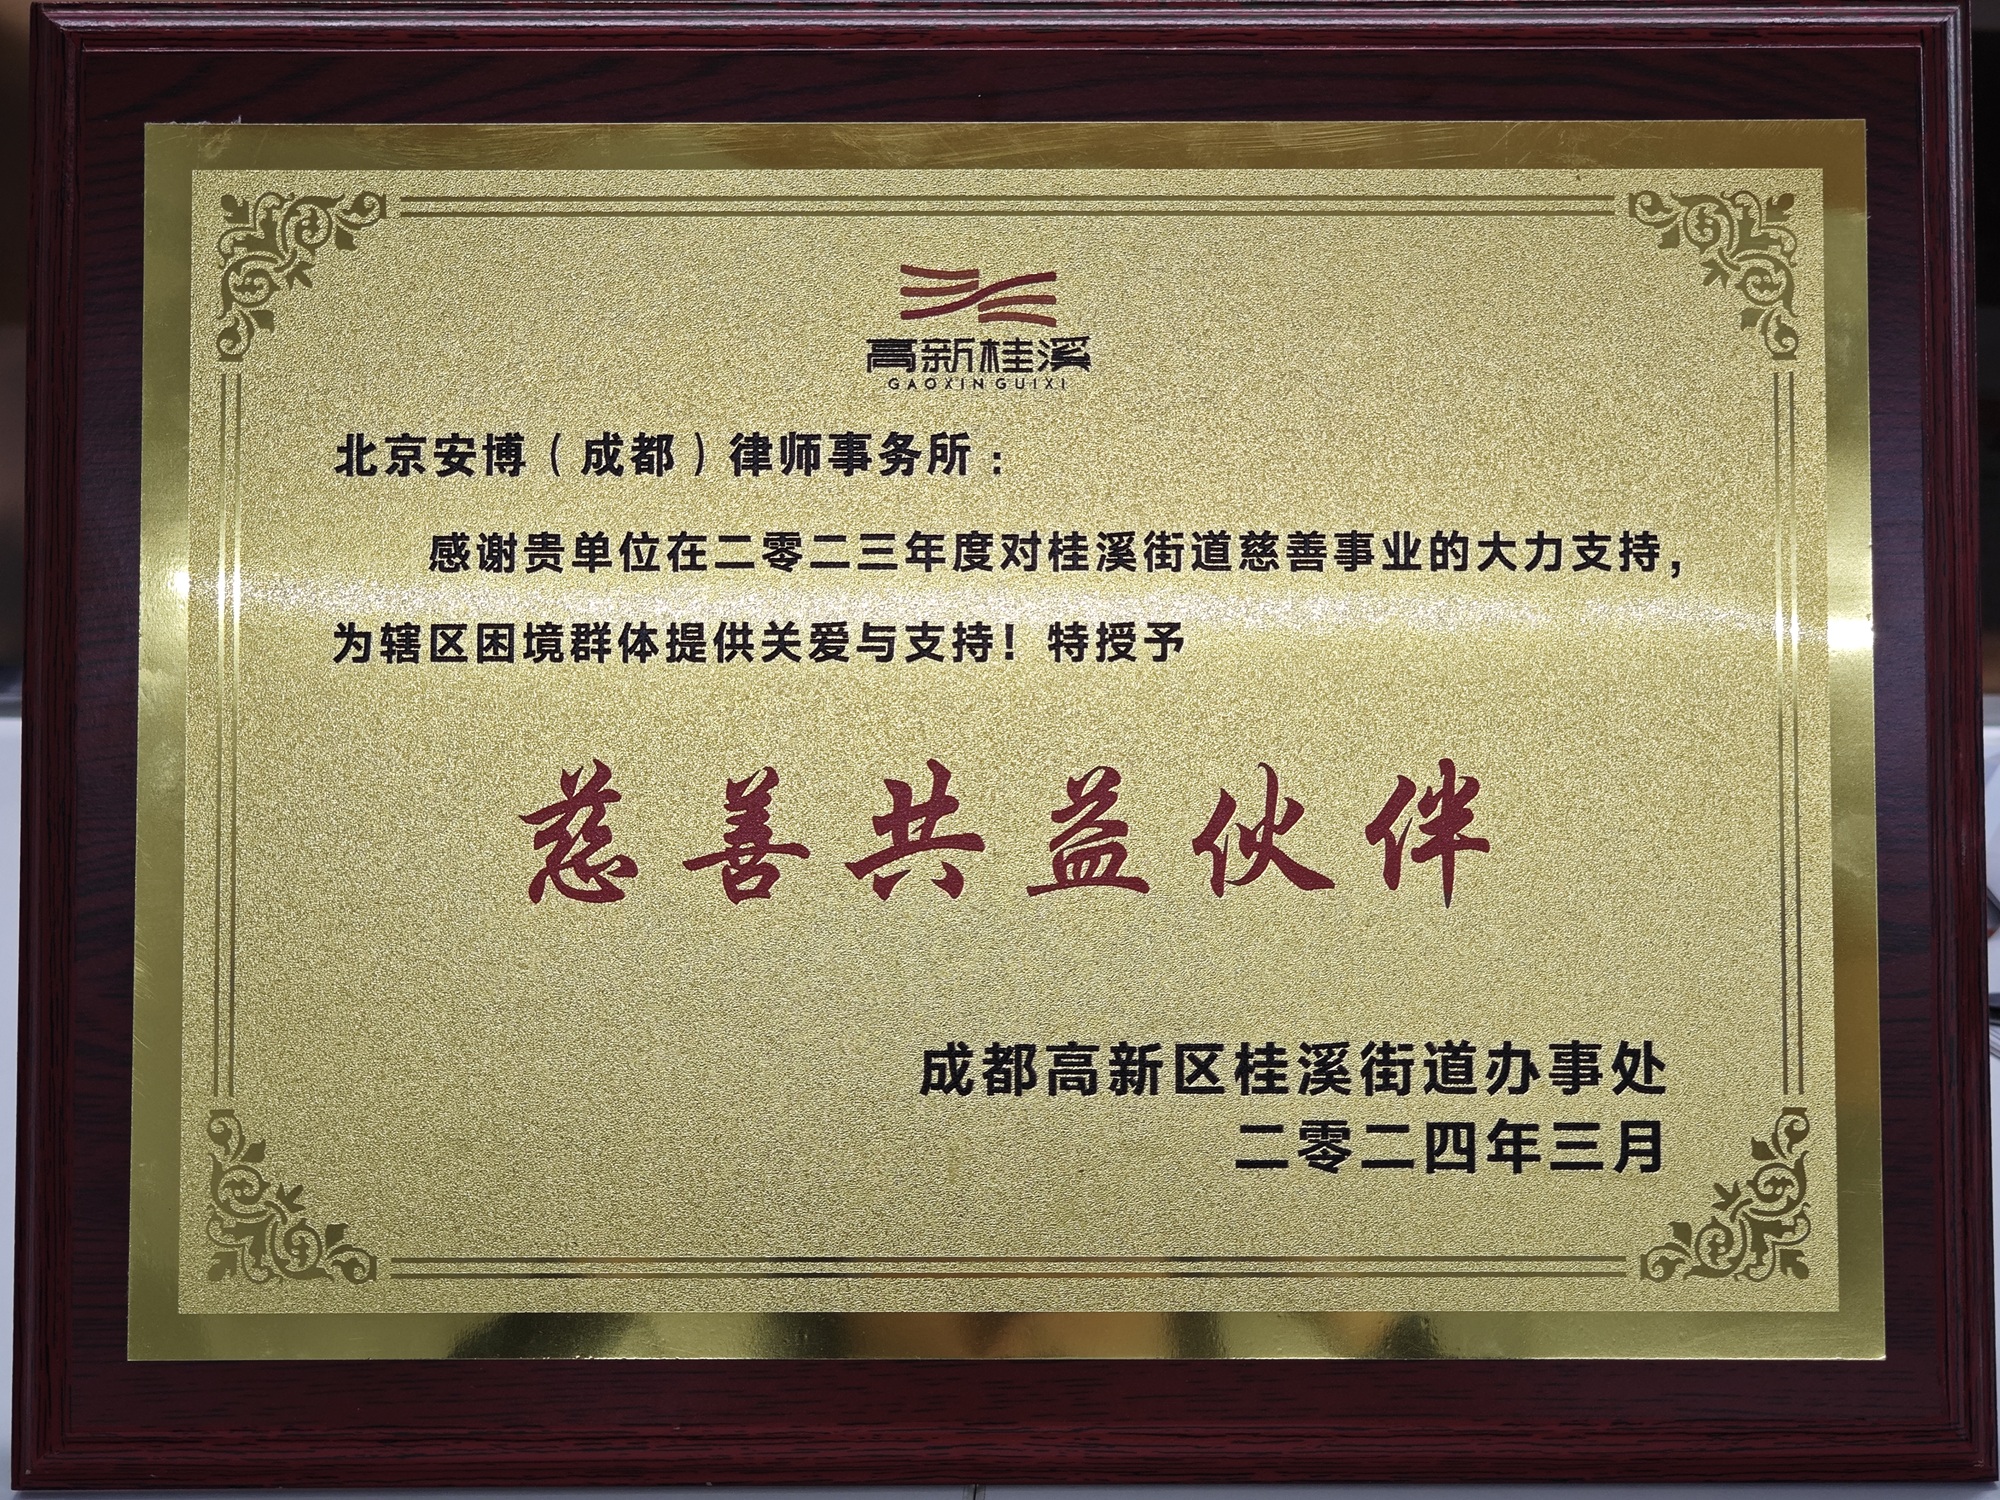 高新桂溪
GAOXIN GUIXI
北京安博（成都）律师事务所：
感谢贵单位在二零二三年度对桂溪街道慈善事业的大力支持，
为辖区困境群体提供关爱与支持！特授予
慈善共益伙伴
成都高新区桂溪街道办事处
二零二四年三月